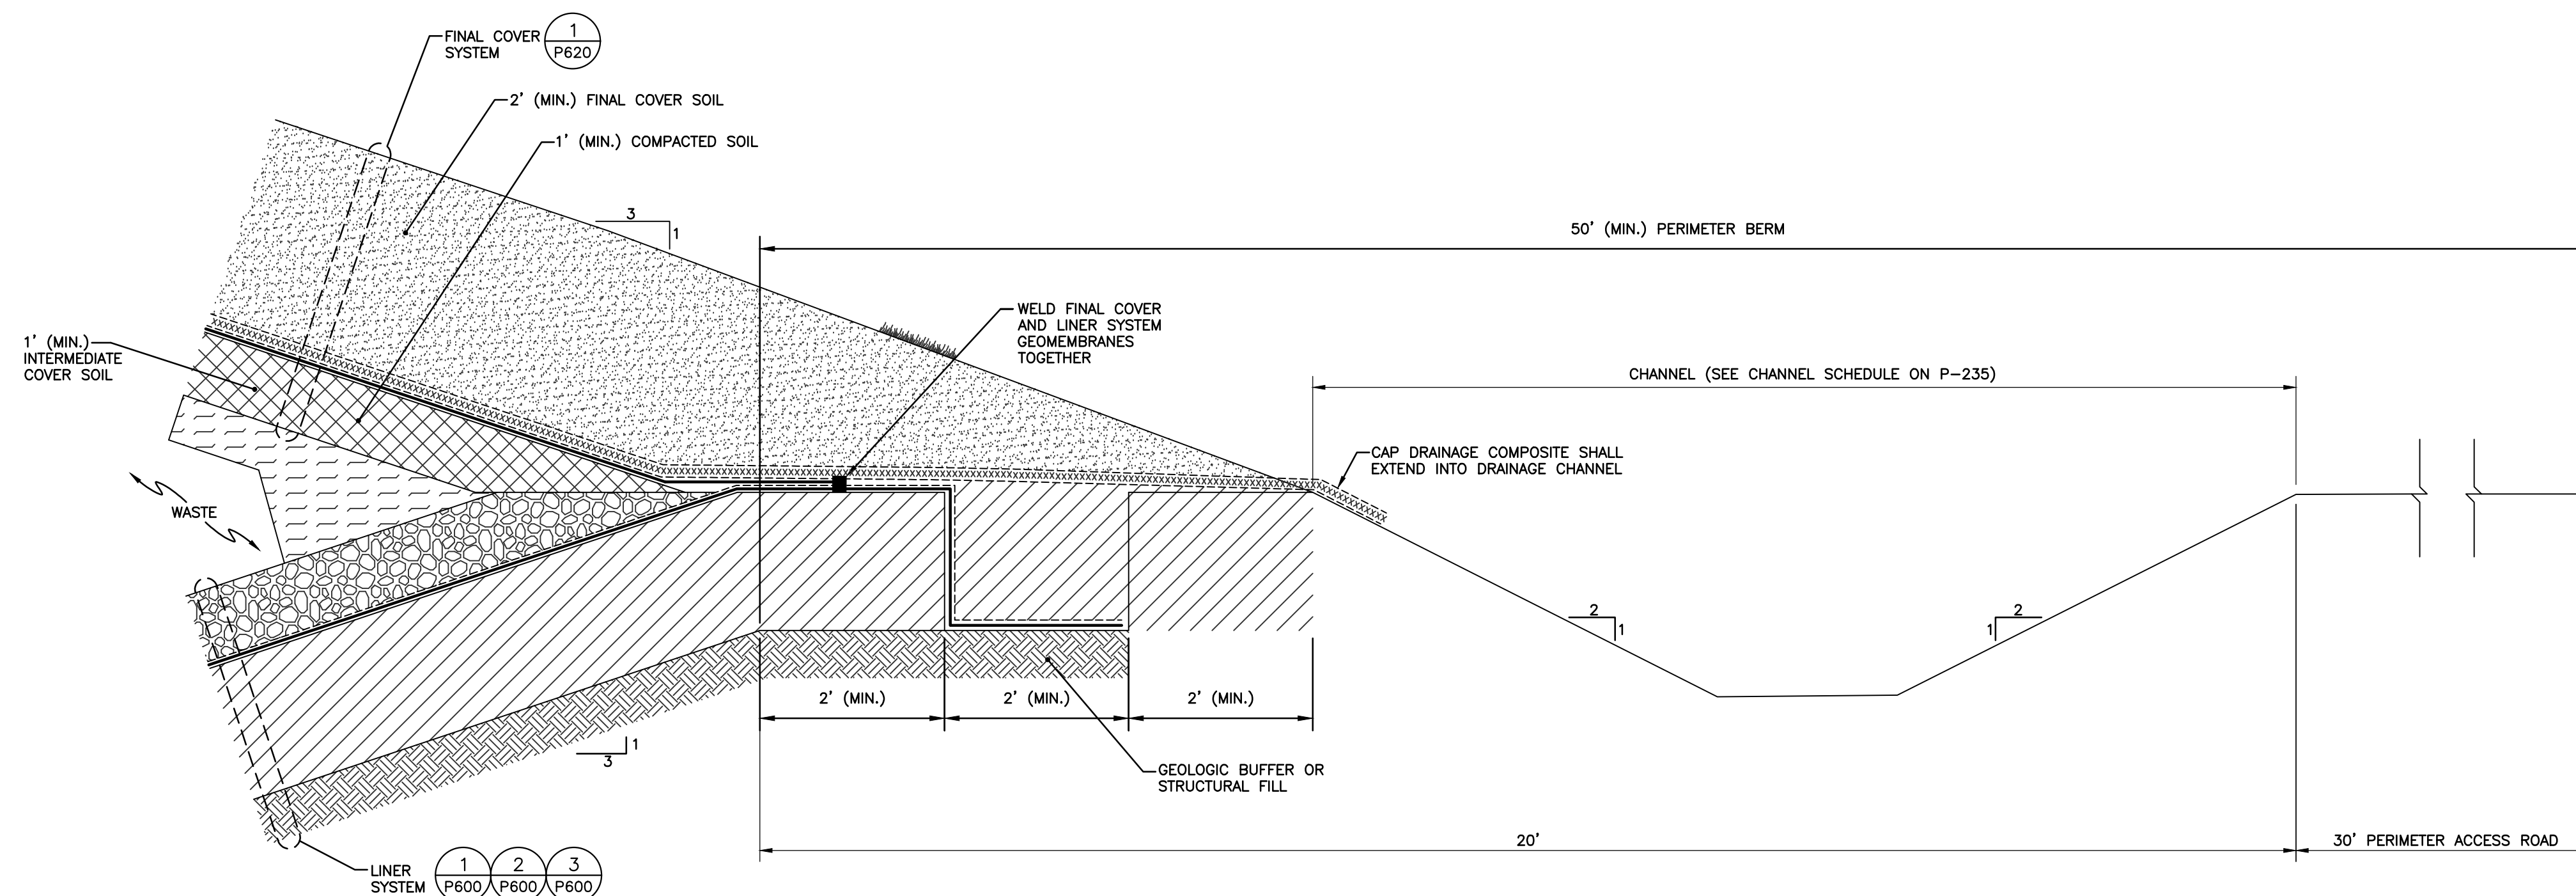 FINAL COVER
SYSTEM
1
P620
2' (MIN.) FINAL COVER SOIL
1' (MIN.) COMPACTED SOIL
3
1
50' (MIN.) PERIMETER BERM
WELD FINAL COVER
AND LINER SYSTEM
GEOMEMBRANES
TOGETHER
1' (MIN.)
INTERMEDIATE
COVER SOIL
CHANNEL (SEE CHANNEL SCHEDULE ON P-235)
CAP DRAINAGE COMPOSITE SHALL
EXTEND INTO DRAINAGE CHANNEL
WASTE
2
1
2
1
2' (MIN.)
2' (MIN.)
2' (MIN.)
1
3
GEOLOGIC BUFFER OR
STRUCTURAL FILL
20'
30' PERIMETER ACCESS ROAD
LINER
SYSTEM
1
P600
2
P600
3
P600